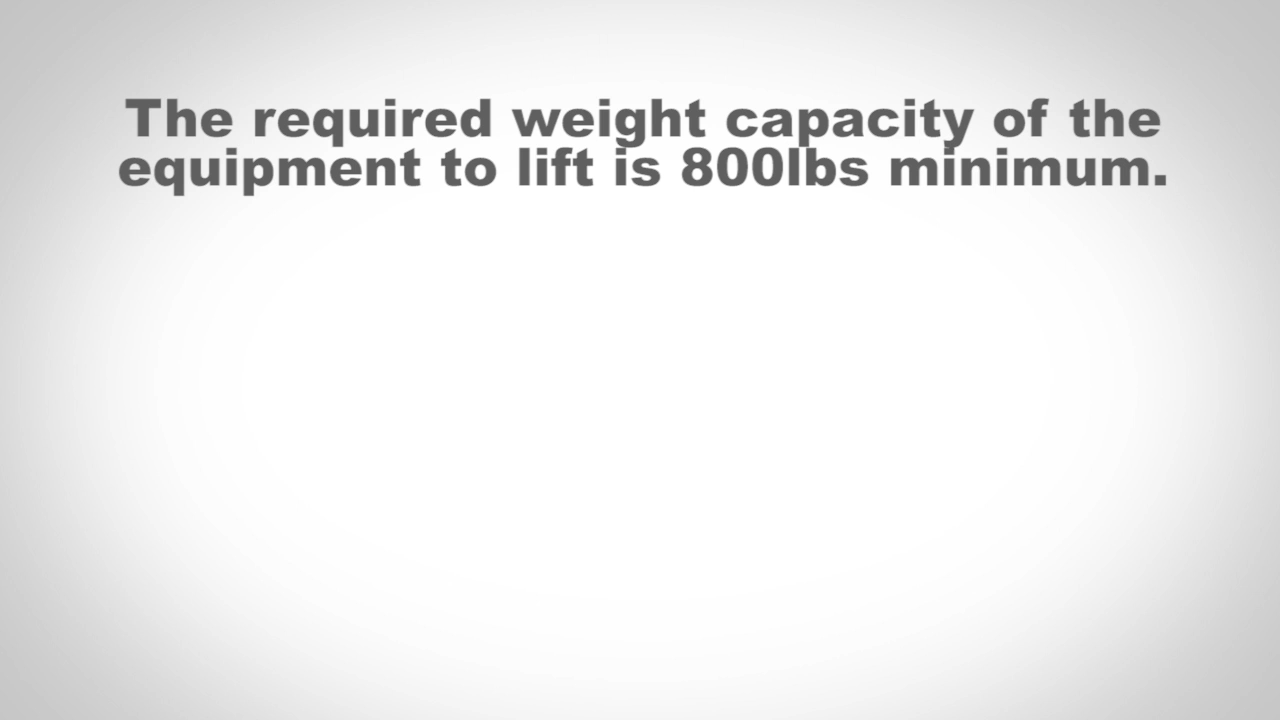 The required weight capacity of the
equipment to lift is 800lbs minimum.